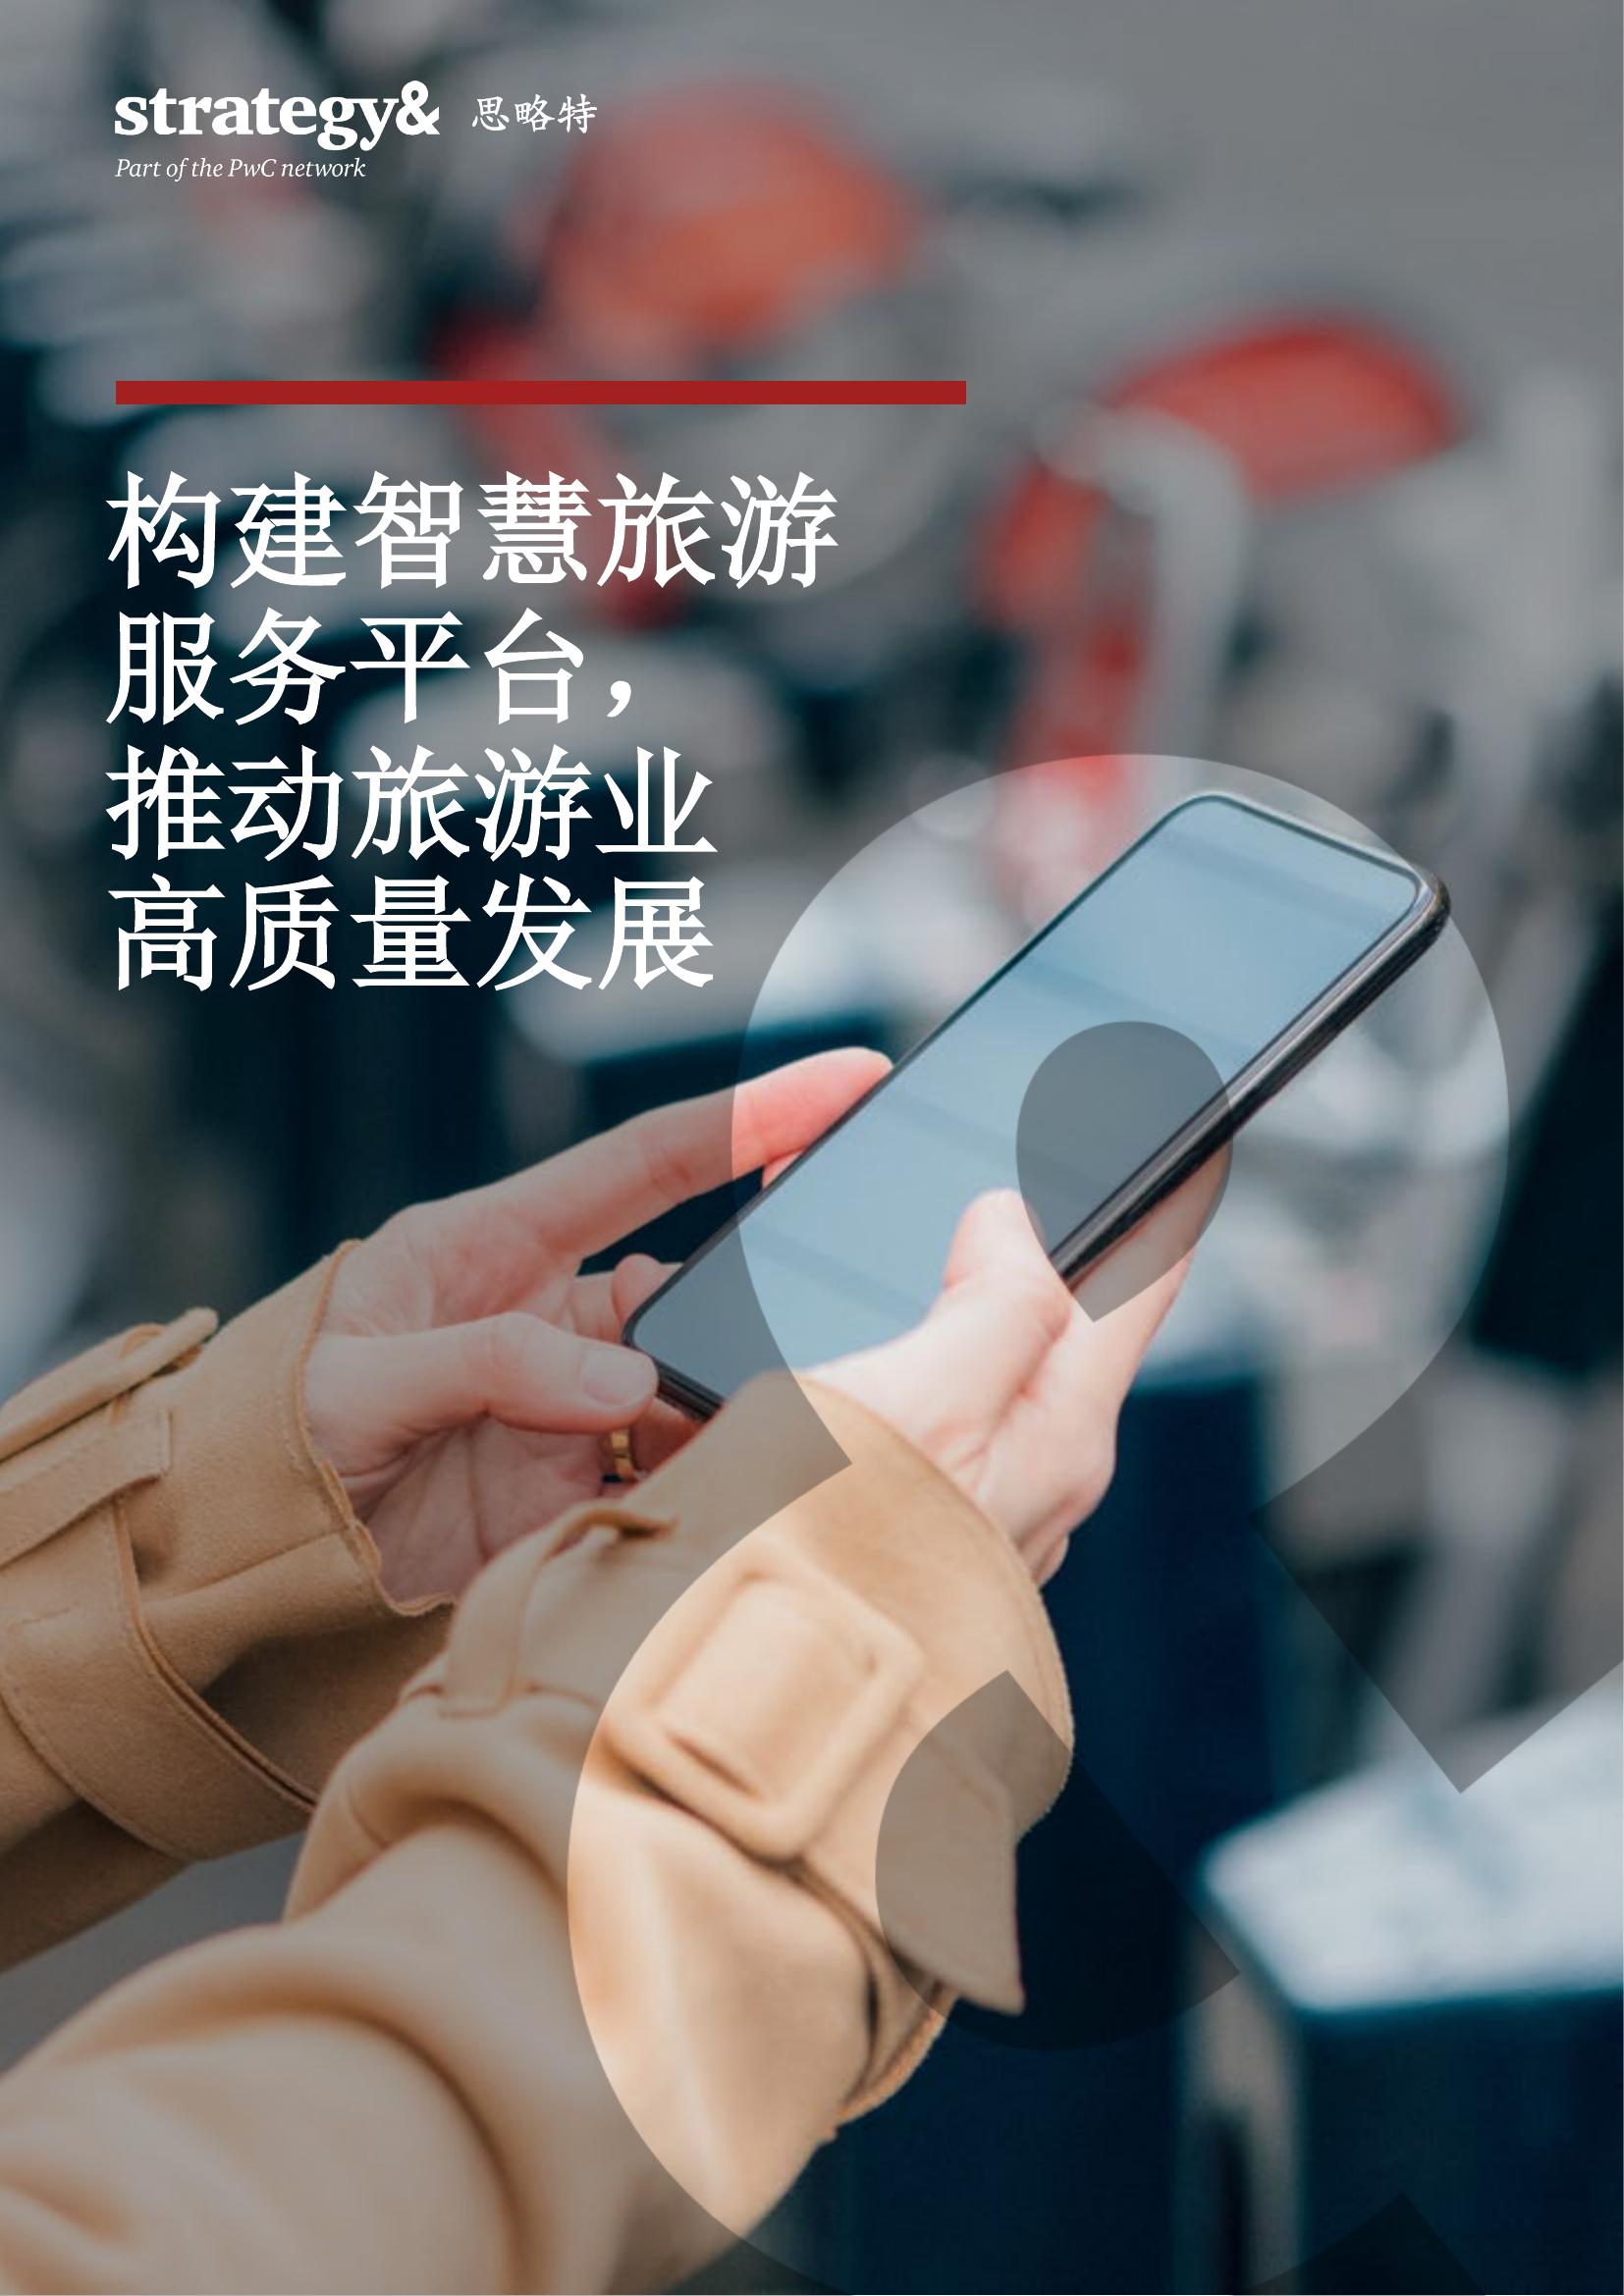 strategy& 思略特
Part of the PwC network
构建智慧旅游
服务平台，
推动旅游业
高质量发展